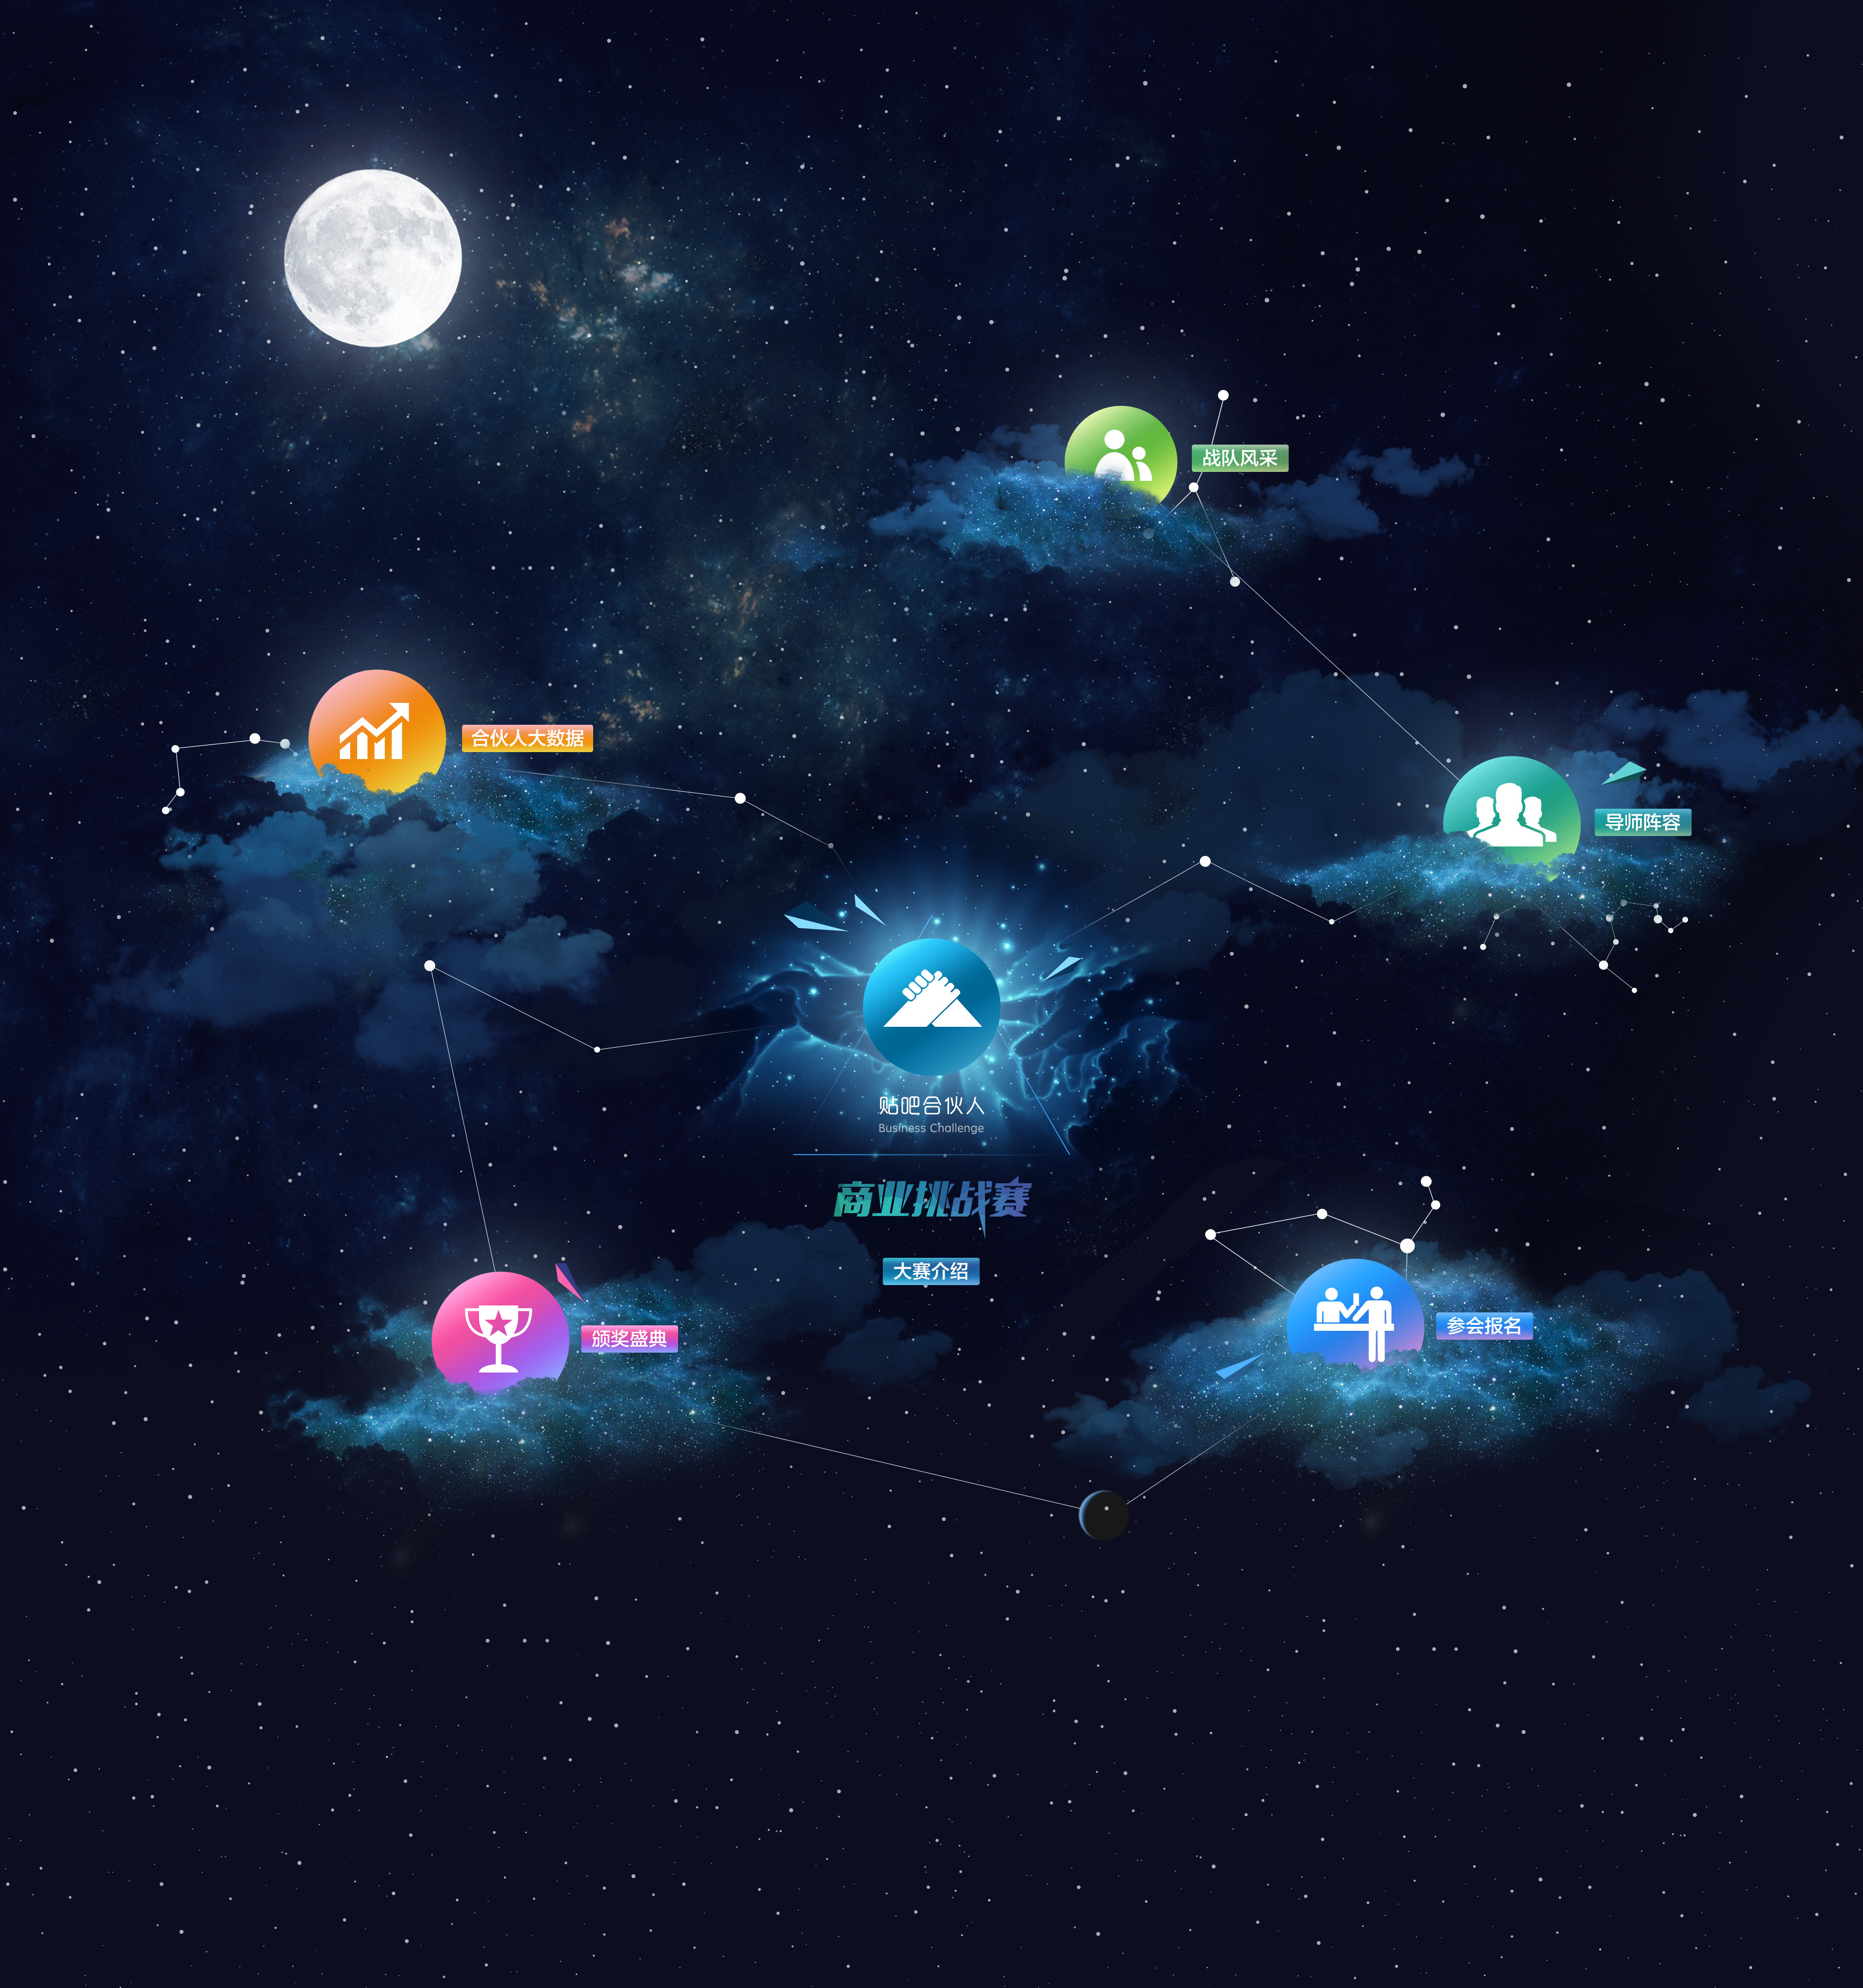 战队风采
合伙人大数据
导师阵容
贴吧合伙人
Business Challenge
商业挑战赛
大赛介绍
参会报名
颁奖盛典